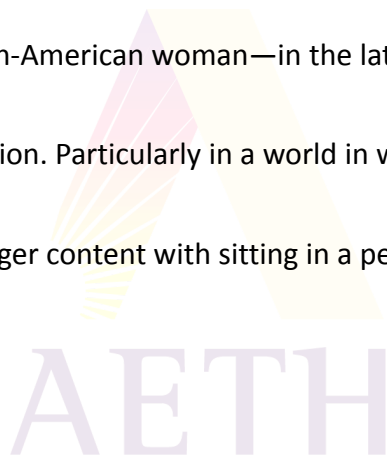 n-American woman—in the lat
ion. Particularly in a world in w
ger content with sitting in a pe
AETH